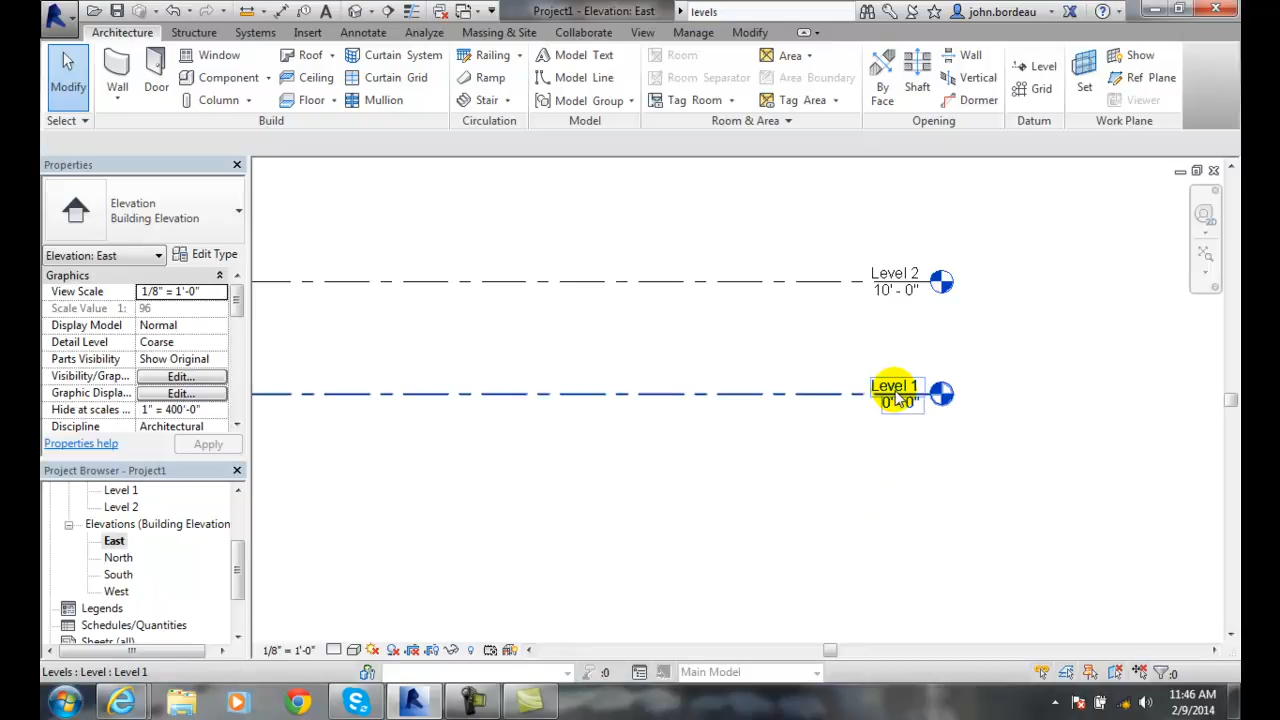 Project1 - Elevation: East
levels
john.bordeau
Architecture Structure Systems Insert Annotate Analyze Massing & Site Collaborate View Manage Modify
Modify
Select
Wall
Door
Window
Component
Column
Roof
Ceiling
Floor
Curtain System
Curtain Grid
Mullion
Build
Railing
Ramp
Stair
Circulation
Model Text
Model Line
Model Group
Model
Room
Room Separator
Tag Room
Area
Area Boundary
Tag Area
Room & Area
By
Face
Shaft
Wall
Vertical
Dormer
Opening
Level
Grid
Datum
Set
Show
Ref Plane
Viewer
Work Plane
Properties
Elevation
Building Elevation
Elevation: East
Edit Type
Graphics
View Scale 1/8" = 1'-0"
Scale Value 1: 96
Display Model Normal
Detail Level Coarse
Parts Visibility Show Original
Visibility/Grap... Edit...
Graphic Displa... Edit...
Hide at scales ... 1" = 400'-0"
Discipline Architectural
Properties help
Apply
Project Browser - Project1
Level 1
Level 2
Elevations (Building Elevation
East
North
South
West
Legends
Schedules/Quantities
Sheets (all)
Level 2
10' - 0"
Level 1
0' - 0"
2D
1/8" = 1'-0"
Levels : Level : Level 1
:0
Main Model
:0
11:46 AM
2/9/2014